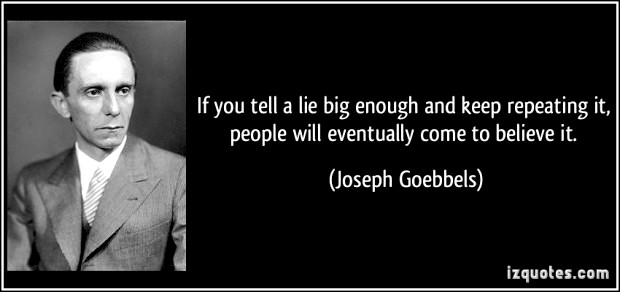 If you tell a lie big enough and keep repeating it,
people will eventually come to believe it.
(Joseph Goebbels)
izquotes.com